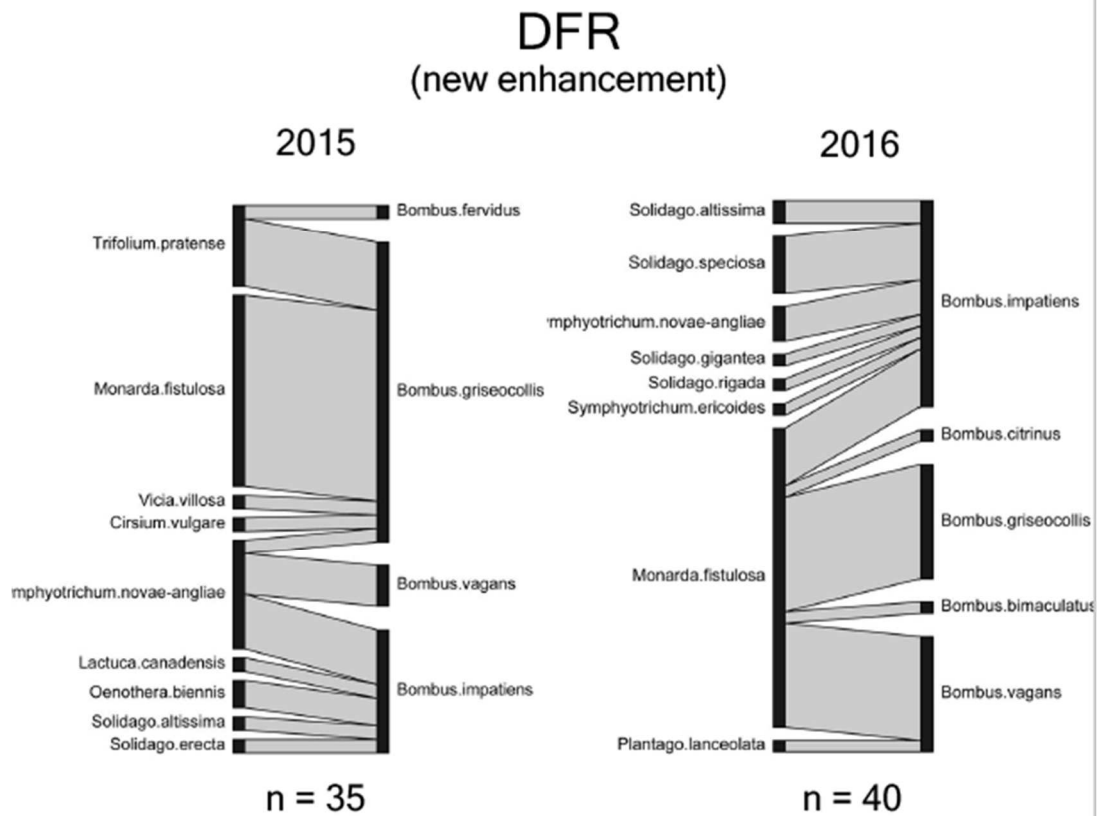 DFR
(new enhancement)
2015
Trifolium.pratense
Monarda.fistulosa
Vicia.villosa
Cirsium.vulgare
mphyotrichum.novae-angliae
Lactuca.canadensis
Oenothera.biennis
Solidago.altissima
Solidago.erecta
Bombus.fervidus
Bombus.griseocollis
Bombus.vagans
Bombus.impatiens
n = 35
2016
Solidago.altissima
Solidago.speciosa
mphyotrichum.novae-angliae
Solidago.gigantea
Solidago.rigada
Symphyotrichum.ericoides
Monarda.fistulosa
Plantago.lanceolata
Bombus.impatiens
Bombus.citrinus
Bombus.griseocollis
Bombus.bimaculatus
Bombus.vagans
n = 40